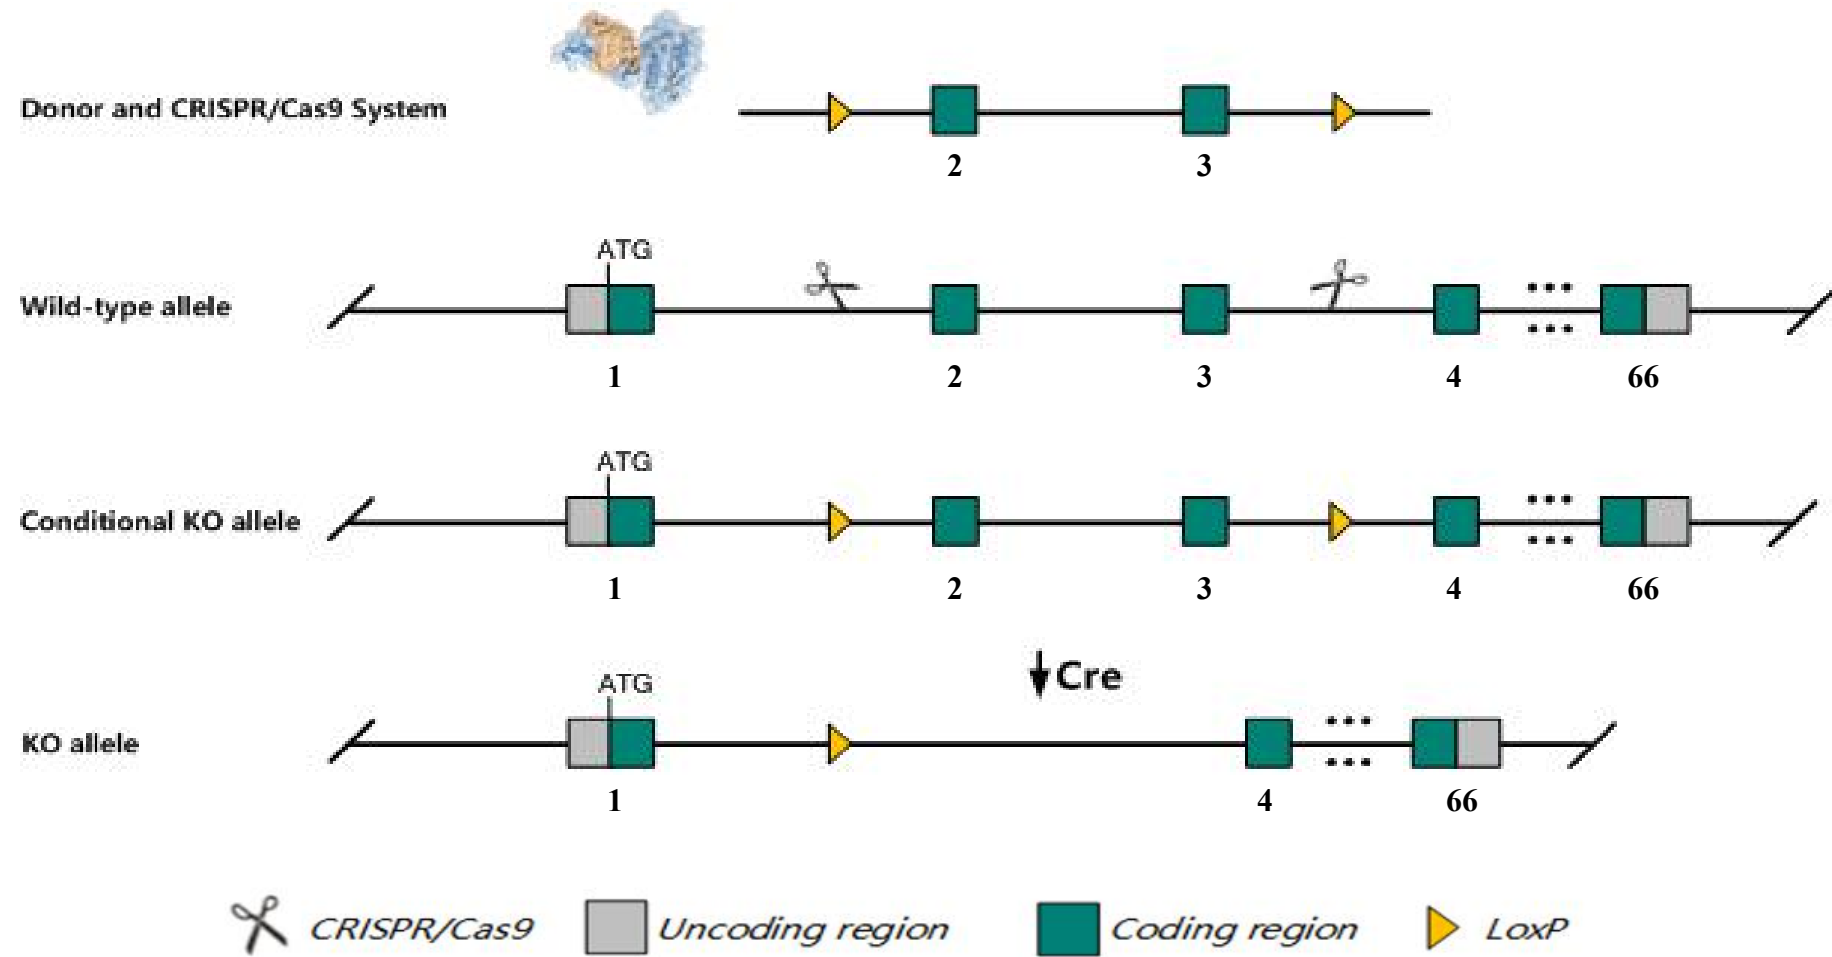 Donor and CRISPR/Cas9 System
2 3
ATG
Wild-type allele
1 2 3 4 66
ATG
Conditional KO allele
1 2 3 4 66
Cre
ATG
KO allele
1 4 66
CRISPR/Cas9 Uncoding region Coding region LoxP